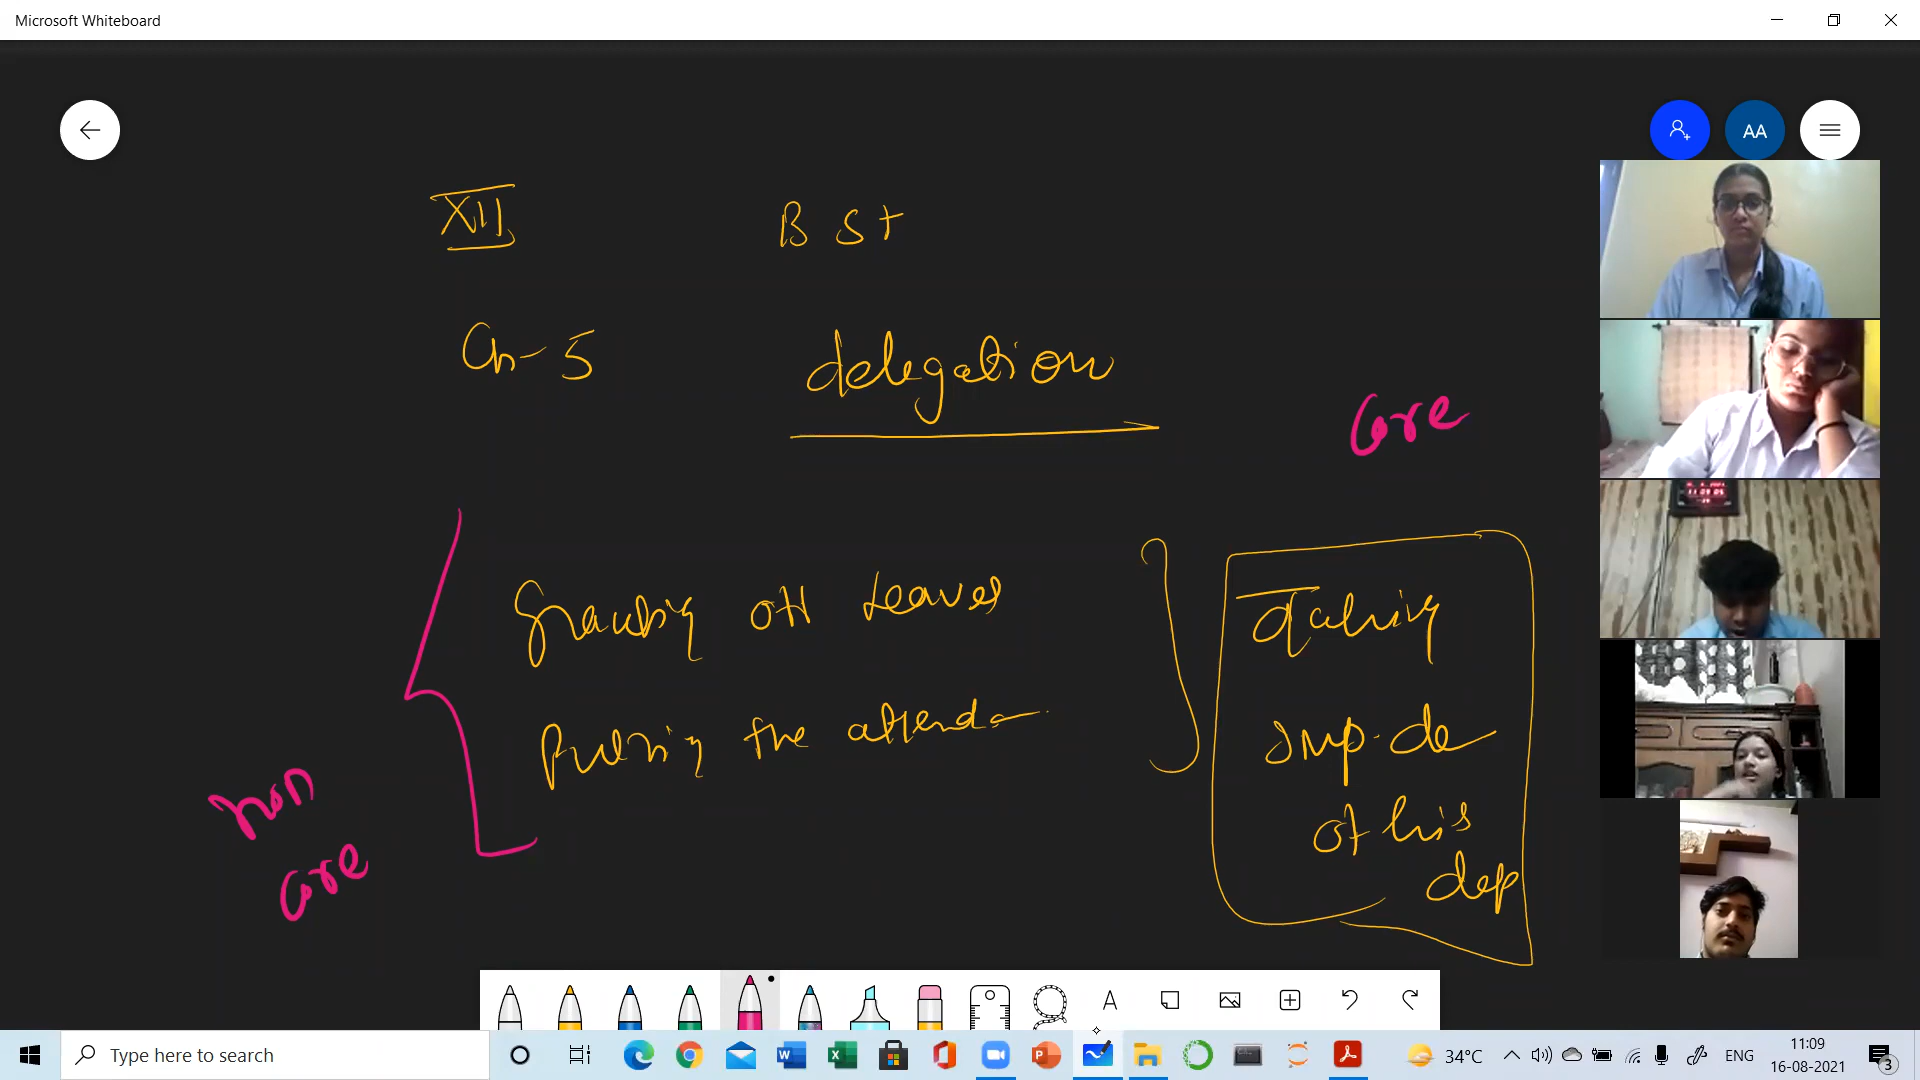 Microsoft Whiteboard
AA
XII B St
Ch-5 delegation
Core
Granting off leaves
Putting the attenda
Taking
Imp. de
of his
dep
non
core
A
Type here to search
34°C
ENG
11:09
16-08-2021
3